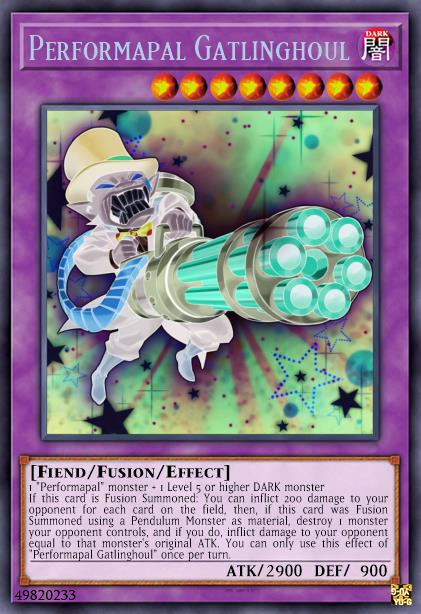 PERFORMAPAL GATLINGHOUL
DARK
闇
[FIEND/FUSION/EFFECT]
1 "Performapal" monster + 1 Level 5 or higher DARK monster
If this card is Fusion Summoned: You can inflict 200 damage to your
opponent for each card on the field, then, if this card was Fusion
Summoned using a Pendulum Monster as material, destroy 1 monster
your opponent controls, and if you do, inflict damage to your opponent
equal to that monster's original ATK. You can only use this effect of
"Performapal Gatlinghoul" once per turn.
ATK/2900 DEF/ 900
49820233